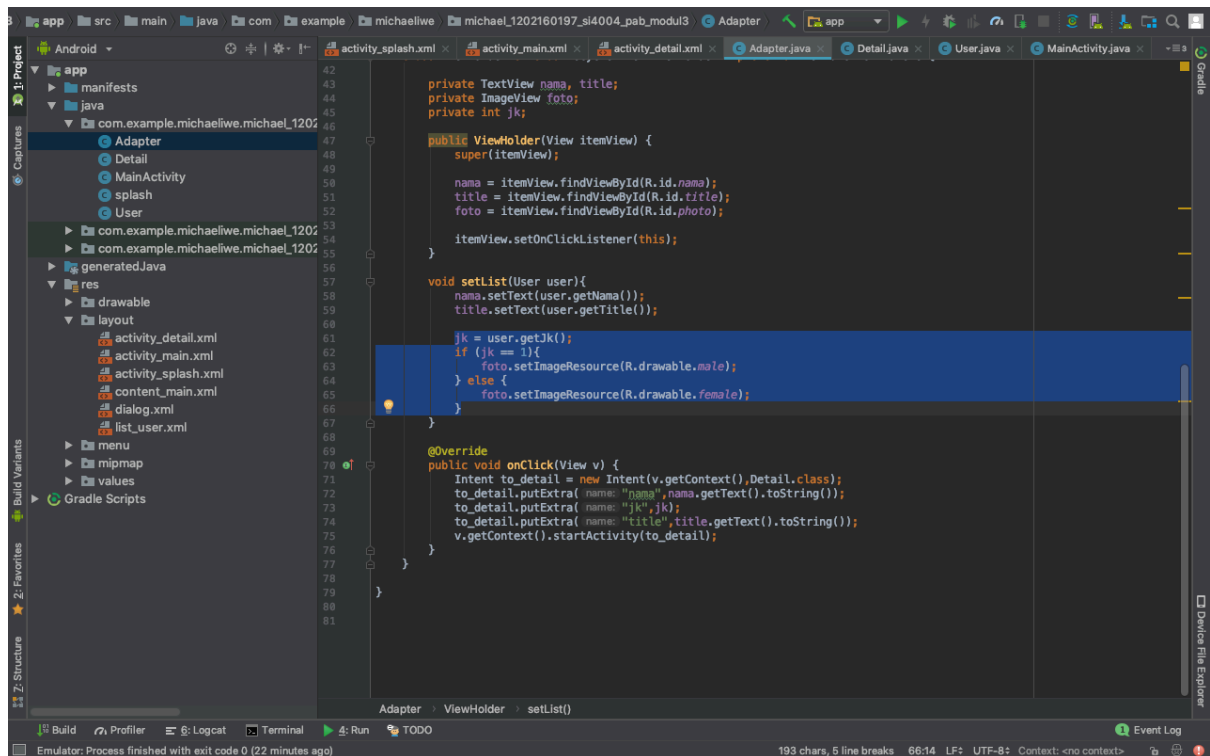 app src main java com example michaeliwe michael_1202160197_si4004_pab_modul3 Adapter app
Android
activity_splash.xml activity_main.xml activity_detail.xml Adapter.java Detail.java User.java MainActivity.java
1: Project
Captures
Build Variants
2: Favorites
7: Structure
app
manifests
java
com.example.michaeliwe.michael_1202
Adapter
Detail
MainActivity
splash
User
com.example.michaeliwe.michael_1202
com.example.michaeliwe.michael_1202
generatedJava
res
drawable
layout
activity_detail.xml
activity_main.xml
activity_splash.xml
content_main.xml
dialog.xml
list_user.xml
menu
mipmap
values
Gradle Scripts
42
43 private TextView nama, title;
44 private ImageView foto;
45 private int jk;
46
47 public ViewHolder(View itemView) {
48 super(itemView);
49
50 nama = itemView.findViewById(R.id.nama);
51 title = itemView.findViewById(R.id.title);
52 foto = itemView.findViewById(R.id.photo);
53
54 itemView.setOnClickListener(this);
55 }
56
57 void setList(User user){
58 nama.setText(user.getNama());
59 title.setText(user.getTitle());
60
61 jk = user.getJk();
62 if (jk == 1){
63 foto.setImageResource(R.drawable.male);
64 } else {
65 foto.setImageResource(R.drawable.female);
66 }
67 }
68
69 @Override
70 public void onClick(View v) {
71 Intent to_detail = new Intent(v.getContext(),Detail.class);
72 to_detail.putExtra( name: "nama",nama.getText().toString());
73 to_detail.putExtra( name: "jk",jk);
74 to_detail.putExtra( name: "title",title.getText().toString());
75 v.getContext().startActivity(to_detail);
76 }
77 }
78
79 }
80
81
Gradle
Device File Explorer
Adapter ViewHolder setList()
Build Profiler 6: Logcat Terminal 4: Run TODO 1 Event Log
Emulator: Process finished with exit code 0 (22 minutes ago) 193 chars, 5 line breaks 66:14 LF UTF-8 Context: <no context>